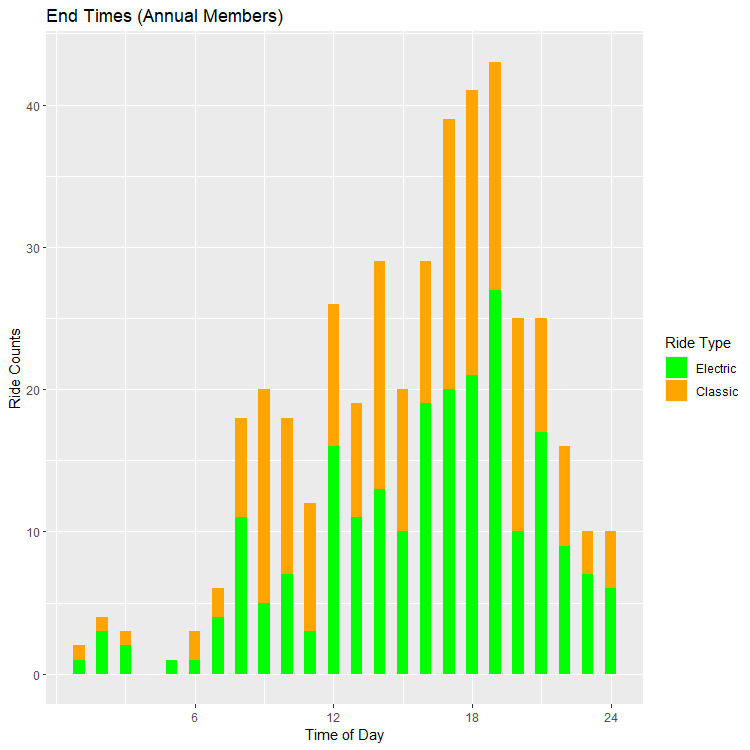 End Times (Annual Members)
40
30
20
10
0
Ride Counts
6 12 18 24
Time of Day
Ride Type
Electric
Classic